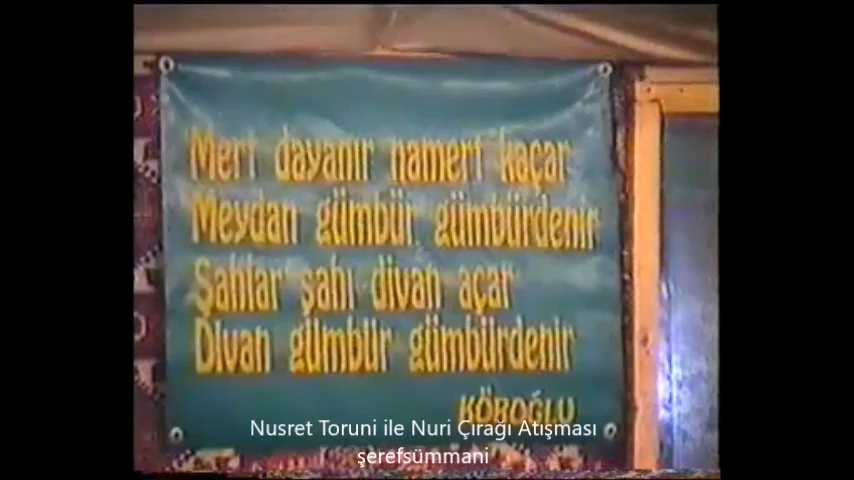 Mert dayanır namert kaçar
Meydan gümbür gümbürdenir
Şahlar şahı divan açar
Divan gümbür gümbürdenir
KÖROĞLU
Nusret Toruni ile Nuri Çırağı Atışması
şerefsümmani